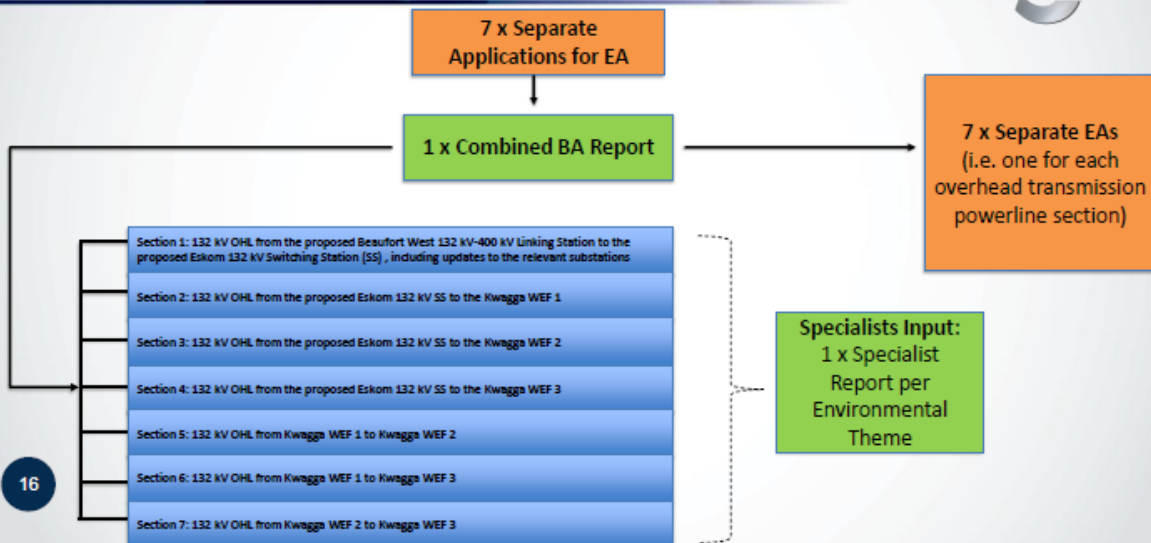 7 x Separate
Applications for EA
1 x Combined BA Report
7 x Separate EAs
(i.e. one for each
overhead transmission
powerline section)
Section 1: 132 kV OHL from the proposed Beaufort West 132 kV-400 kV Linking Station to the
proposed Eskom 132 kV Switching Station (SS) , including updates to the relevant substations
Section 2: 132 kV OHL from the proposed Eskom 132 kV SS to the Kwagga WEF 1
Section 3: 132 kV OHL from the proposed Eskom 132 kV SS to the Kwagga WEF 2
Section 4: 132 kV OHL from the proposed Eskom 132 kV SS to the Kwagga WEF 3
Section 5: 132 kV OHL from Kwagga WEF 1 to Kwagga WEF 2
Section 6: 132 kV OHL from Kwagga WEF 1 to Kwagga WEF 3
Section 7: 132 kV OHL from Kwagga WEF 2 to Kwagga WEF 3
Specialists Input:
1 x Specialist
Report per
Environmental
Theme
16